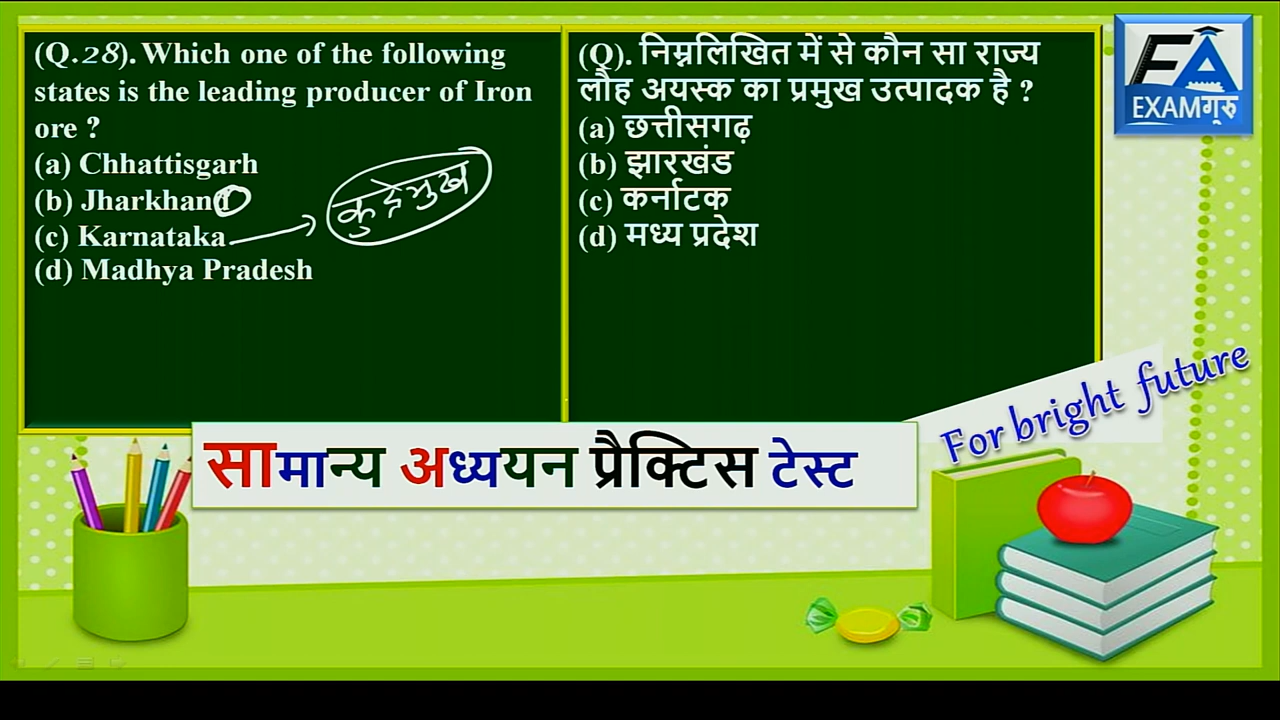 (Q.28). Which one of the following
states is the leading producer of Iron
ore ?
(a) Chhattisgarh
(b) Jharkhand
(c) Karnataka
(d) Madhya Pradesh
कुद्रेमुख
(Q). निम्नलिखित में से कौन सा राज्य
लौह अयस्क का प्रमुख उत्पादक है ?
(a) छत्तीसगढ़
(b) झारखंड
(c) कर्नाटक
(d) मध्य प्रदेश
EXAMगुरु
For bright future
सामान्य अध्ययन प्रैक्टिस टेस्ट